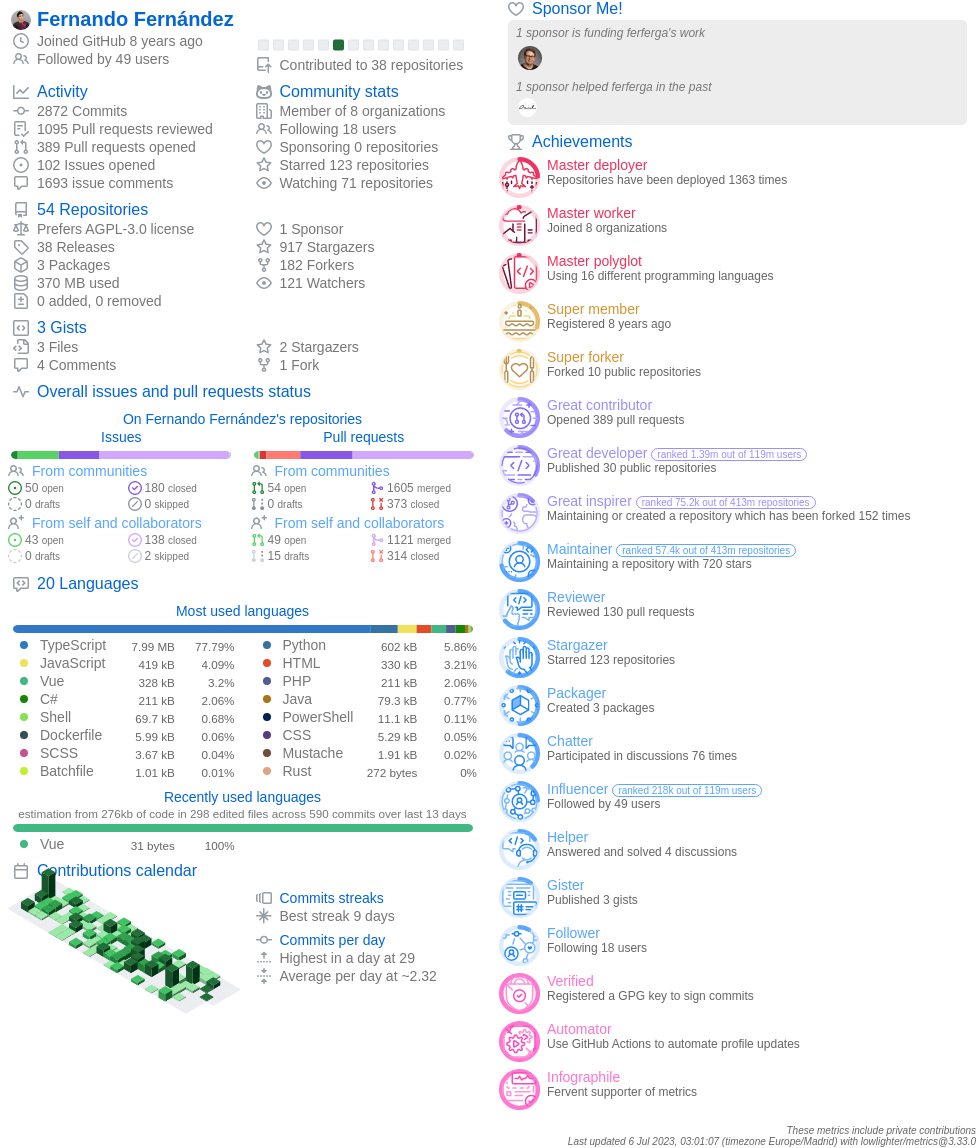 Fernando Fernández
Joined GitHub 8 years ago
Followed by 49 users
Contributed to 38 repositories
Activity
2872 Commits
1095 Pull requests reviewed
389 Pull requests opened
102 Issues opened
1693 issue comments
Community stats
Member of 8 organizations
Following 18 users
Sponsoring 0 repositories
Starred 123 repositories
Watching 71 repositories
54 Repositories
Prefers AGPL-3.0 license
38 Releases
3 Packages
370 MB used
0 added, 0 removed
1 Sponsor
917 Stargazers
182 Forkers
121 Watchers
3 Gists
3 Files
4 Comments
2 Stargazers
1 Fork
Overall issues and pull requests status
On Fernando Fernández's repositories
Issues
From communities
50 open 180 closed
0 drafts 0 skipped
From self and collaborators
43 open 138 closed
0 drafts 2 skipped
Pull requests
From communities
54 open 1605 merged
0 drafts 373 closed
From self and collaborators
49 open 1121 merged
15 drafts 314 closed
20 Languages
Most used languages
TypeScript 7.99 MB 77.79%
JavaScript 419 kB 4.09%
Vue 328 kB 3.2%
C# 211 kB 2.06%
Shell 69.7 kB 0.68%
Dockerfile 5.99 kB 0.06%
SCSS 3.67 kB 0.04%
Batchfile 1.01 kB 0.01%
Python 602 kB 5.86%
HTML 330 kB 3.21%
PHP 211 kB 2.06%
Java 79.3 kB 0.77%
PowerShell 11.1 kB 0.11%
CSS 5.29 kB 0.05%
Mustache 1.91 kB 0.02%
Rust 272 bytes 0%
Recently used languages
estimation from 276kb of code in 298 edited files across 590 commits over last 13 days
Vue 31 bytes 100%
Contributions calendar
Commits streaks
Best streak 9 days
Commits per day
Highest in a day at 29
Average per day at ~2.32
Sponsor Me!
1 sponsor is funding ferferga's work
1 sponsor helped ferferga in the past
Achievements
Master deployer
Repositories have been deployed 1363 times
Master worker
Joined 8 organizations
Master polyglot
Using 16 different programming languages
Super member
Registered 8 years ago
Super forker
Forked 10 public repositories
Great contributor
Opened 389 pull requests
Great developer ranked 1.39m out of 119m users
Published 30 public repositories
Great inspirer ranked 75.2k out of 413m repositories
Maintaining or created a repository which has been forked 152 times
Maintainer ranked 57.4k out of 413m repositories
Maintaining a repository with 720 stars
Reviewer
Reviewed 130 pull requests
Stargazer
Starred 123 repositories
Packager
Created 3 packages
Chatter
Participated in discussions 76 times
Influencer ranked 218k out of 119m users
Followed by 49 users
Helper
Answered and solved 4 discussions
Gister
Published 3 gists
Follower
Following 18 users
Verified
Registered a GPG key to sign commits
Automator
Use GitHub Actions to automate profile updates
Infographile
Fervent supporter of metrics
These metrics include private contributions
Last updated 6 Jul 2023, 03:01:07 (timezone Europe/Madrid) with lowlighter/metrics@3.33.0